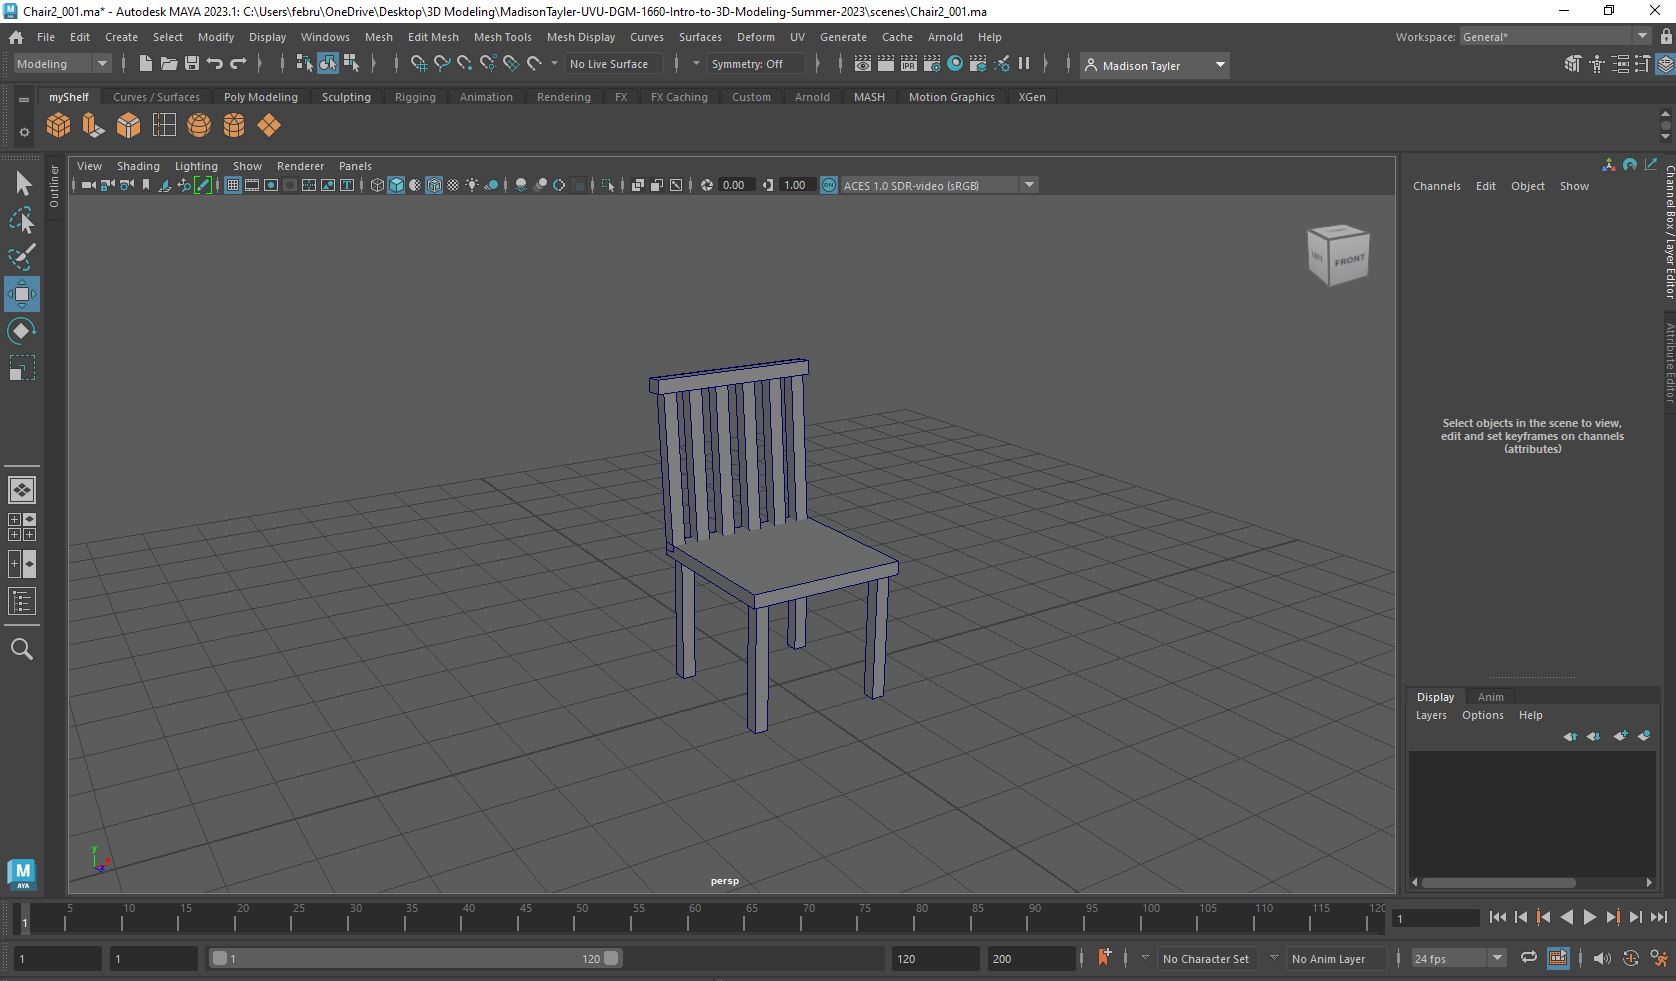 Chair2_001.ma* - Autodesk MAYA 2023.1: C:\Users\febru\OneDrive\Desktop\3D Modeling\MadisonTayler-UVU-DGM-1660-Intro-to-3D-Modeling-Summer-2023\scenes\Chair2_001.ma
File Edit Create Select Modify Display Windows Mesh Edit Mesh Mesh Tools Mesh Display Curves Surfaces Deform UV Generate Cache Arnold Help
Workspace: General*
Modeling
No Live Surface
Symmetry: Off
IPR
Madison Tayler
myShelf Curves / Surfaces Poly Modeling Sculpting Rigging Animation Rendering FX FX Caching Custom Arnold MASH Motion Graphics XGen
Outliner
View Shading Lighting Show Renderer Panels
0.00 1.00 ON ACES 1.0 SDR-video (sRGB)
LEFT FRONT
Channels Edit Object Show
Channel Box / Layer Editor
Attribute Editor
Select objects in the scene to view,
edit and set keyframes on channels
(attributes)
Display Anim
Layers Options Help
y
persp
M
AYA
1 5 10 15 20 25 30 35 40 45 50 55 60 65 70 75 80 85 90 95 100 105 110 115 120
1
1 1 1 120 120 200 No Character Set No Anim Layer 24 fps